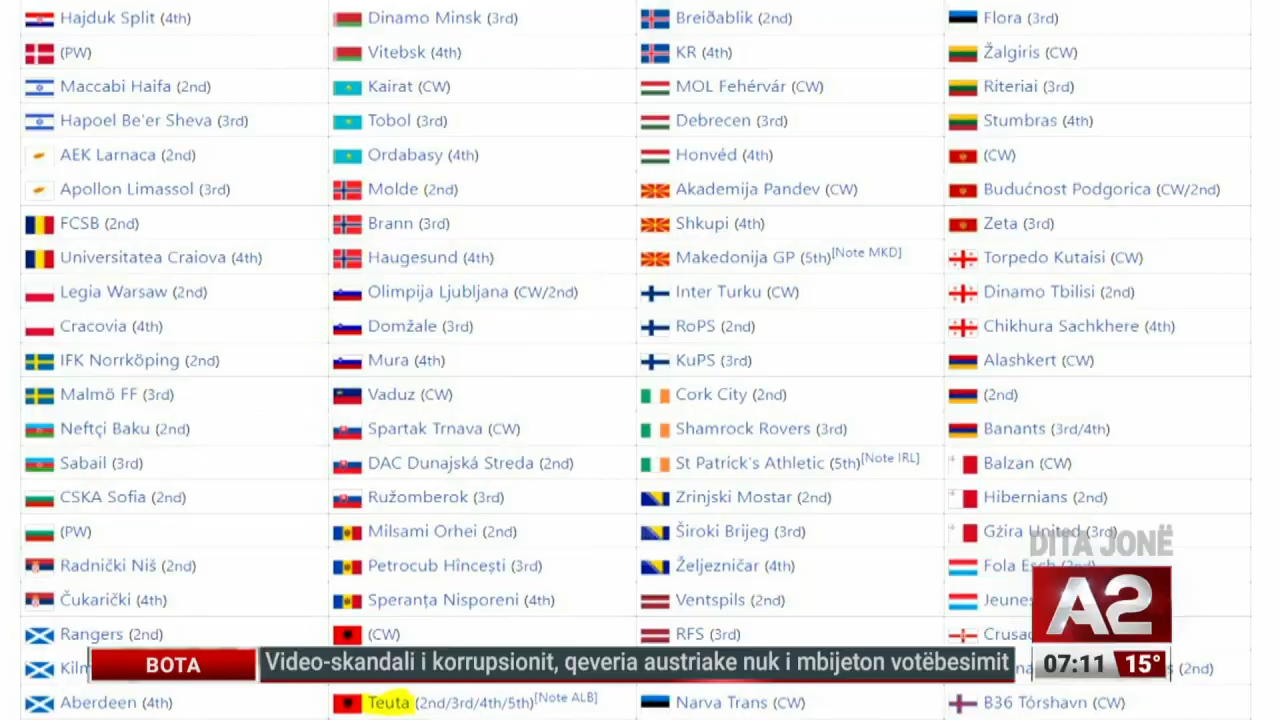 Hajduk Split (4th)
Dinamo Minsk (3rd)
Breiðablik (2nd)
Flora (3rd)
(PW)
Vitebsk (4th)
KR (4th)
Žalgiris (CW)
Maccabi Haifa (2nd)
Kairat (CW)
MOL Fehérvár (CW)
Riteriai (3rd)
Hapoel Be'er Sheva (3rd)
Tobol (3rd)
Debrecen (3rd)
Stumbras (4th)
AEK Larnaca (2nd)
Ordabasy (4th)
Honvéd (4th)
(CW)
Apollon Limassol (3rd)
Molde (2nd)
Akademija Pandev (CW)
Budućnost Podgorica (CW/2nd)
FCSB (2nd)
Brann (3rd)
Shkupi (4th)
Zeta (3rd)
Universitatea Craiova (4th)
Haugesund (4th)
Makedonija GP (5th)[Note MKD]
Torpedo Kutaisi (CW)
Legia Warsaw (2nd)
Olimpija Ljubljana (CW/2nd)
Inter Turku (CW)
Dinamo Tbilisi (2nd)
Cracovia (4th)
Domžale (3rd)
RoPS (2nd)
Chikhura Sachkhere (4th)
IFK Norrköping (2nd)
Mura (4th)
KuPS (3rd)
Alashkert (CW)
Malmö FF (3rd)
Vaduz (CW)
Cork City (2nd)
(2nd)
Neftçi Baku (2nd)
Spartak Trnava (CW)
Shamrock Rovers (3rd)
Banants (3rd/4th)
Sabail (3rd)
DAC Dunajská Streda (2nd)
St Patrick's Athletic (5th)[Note IRL]
Balzan (CW)
CSKA Sofia (2nd)
Ružomberok (3rd)
Zrinjski Mostar (2nd)
Hibernians (2nd)
(PW)
Milsami Orhei (2nd)
Široki Brijeg (3rd)
Gżira United (3rd)
DITA JONË
Radnički Niš (2nd)
Petrocub Hîncești (3rd)
Željezničar (4th)
Fola Esch (2nd)
Čukarički (4th)
Speranța Nisporeni (4th)
Ventspils (2nd)
A2
Rangers (2nd)
(CW)
RFS (3rd)
BOTA
Video-skandali i korrupsionit, qeveria austriake nuk i mbijeton votëbesimit
07:11 15°
2nd)
Aberdeen (4th)
Teuta (2nd/3rd/4th/5th)[Note ALB]
Narva Trans (CW)
B36 Tórshavn (CW)